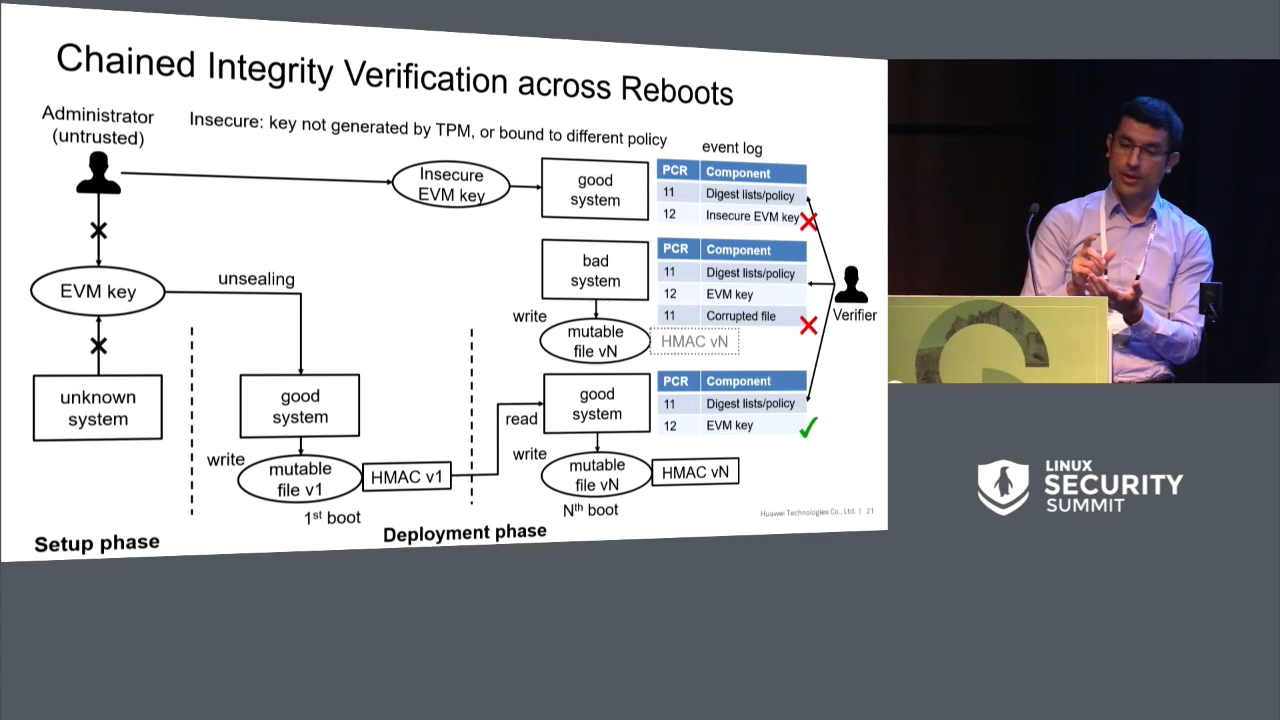 Chained Integrity Verification across Reboots
Administrator
(untrusted)
Insecure: key not generated by TPM, or bound to different policy
event log
Insecure
EVM key
good
system
PCR Component
11 Digest lists/policy
12 Insecure EVM key
bad
system
PCR Component
11 Digest lists/policy
12 EVM key
11 Corrupted file
Verifier
EVM key
unsealing
write
mutable
file vN
HMAC vN
unknown
system
good
system
read
good
system
PCR Component
11 Digest lists/policy
12 EVM key
write
mutable
file v1
HMAC v1
write
mutable
file vN
HMAC vN
1st boot
Nth boot
Huawei Technologies Co., Ltd. | 21
Setup phase
Deployment phase
LINUX
SECURITY
SUMMIT